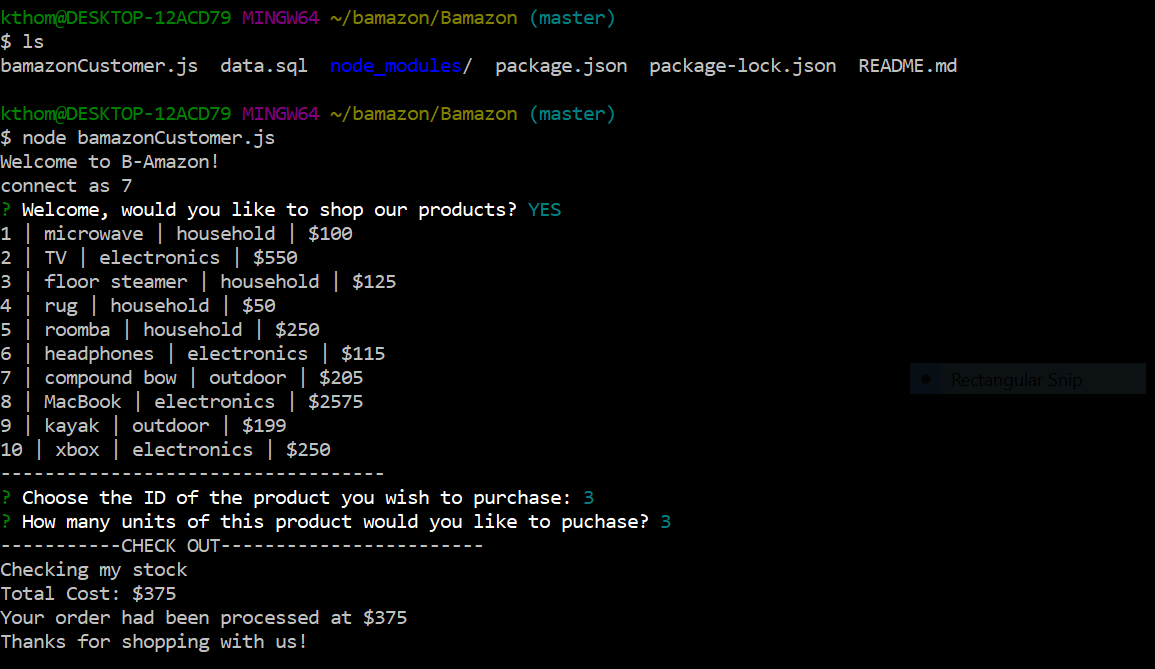 kthom@DESKTOP-12ACD79 MINGW64 ~/bamazon/Bamazon (master)
$ ls
bamazonCustomer.js  data.sql  node_modules/  package.json  package-lock.json  README.md
kthom@DESKTOP-12ACD79 MINGW64 ~/bamazon/Bamazon (master)
$ node bamazonCustomer.js
Welcome to B-Amazon!
connect as 7
? Welcome, would you like to shop our products? YES
1 | microwave | household | $100
2 | TV | electronics | $550
3 | floor steamer | household | $125
4 | rug | household | $50
5 | roomba | household | $250
6 | headphones | electronics | $115
7 | compound bow | outdoor | $205
8 | MacBook | electronics | $2575
Rectangular Snip
9 | kayak | outdoor | $199
10 | xbox | electronics | $250
-----------------------------------
? Choose the ID of the product you wish to purchase: 3
? How many units of this product would you like to puchase? 3
-----------CHECK OUT------------------------
Checking my stock
Total Cost: $375
Your order had been processed at $375
Thanks for shopping with us!